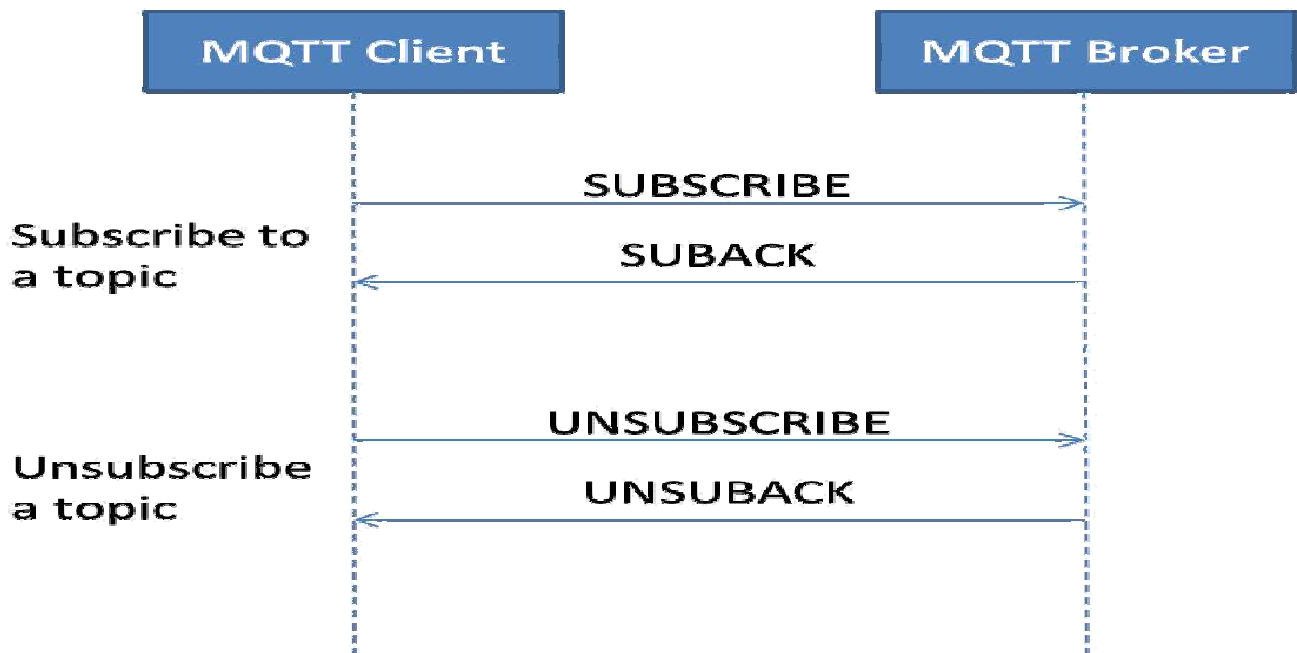 MQTT Client
MQTT Broker
SUBSCRIBE
Subscribe to
a topic
SUBACK
UNSUBSCRIBE
Unsubscribe
a topic
UNSUBACK